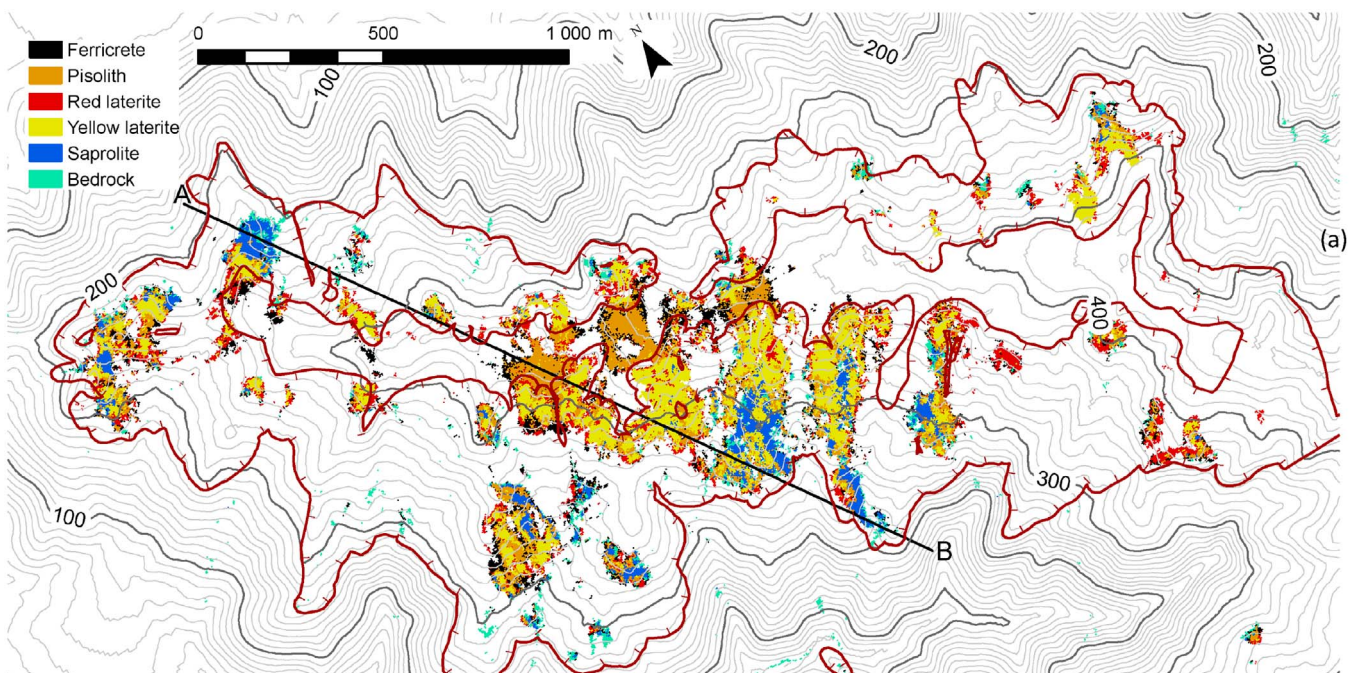 0 500 1 000 m
N
Ferricrete
Pisolith
Red laterite
Yellow laterite
Saprolite
Bedrock
100
200
200
A
(a)
200
400
300
100
B